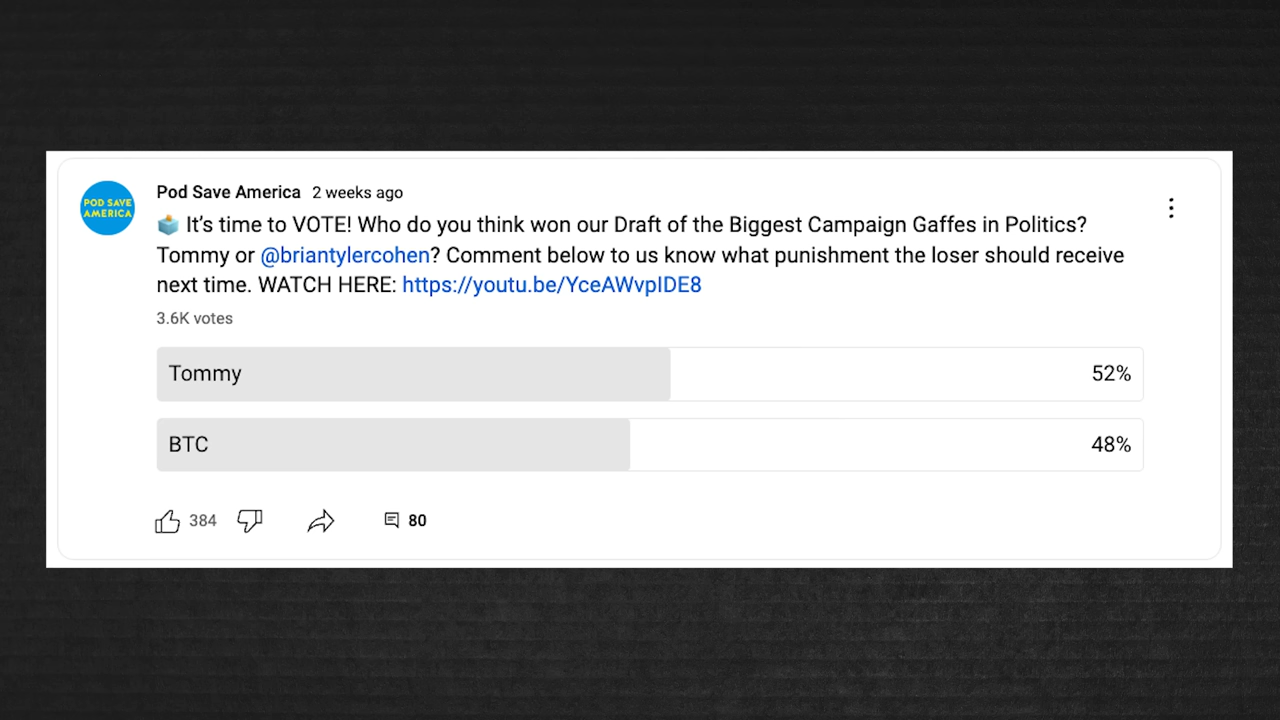 POD SAVE
AMERICA
Pod Save America 2 weeks ago
🗳️ It’s time to VOTE! Who do you think won our Draft of the Biggest Campaign Gaffes in Politics?
Tommy or @briantylercohen? Comment below to us know what punishment the loser should receive
next time. WATCH HERE: https://youtu.be/YceAWvpIDE8
3.6K votes
Tommy 52%
BTC 48%
384 80